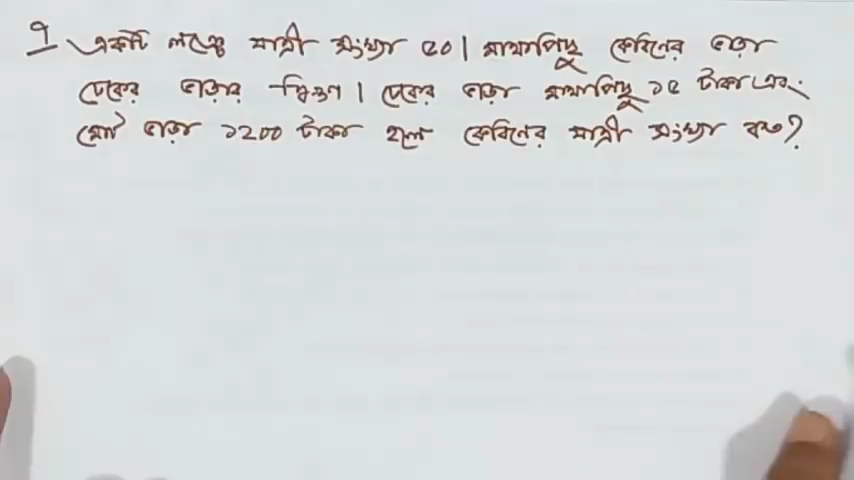 ৭ একটি লঞ্চে যাত্রী সংখ্যা ৫০। মাথাপিছু কেবিনের ভাড়া
ডেকের ভাড়ার দ্বিগুণ। ডেকের ভাড়া মাথাপিছু ১৫ টাকা এবং
মোট ভাড়া ১২০০ টাকা হলে কেবিনের যাত্রী সংখ্যা কত?